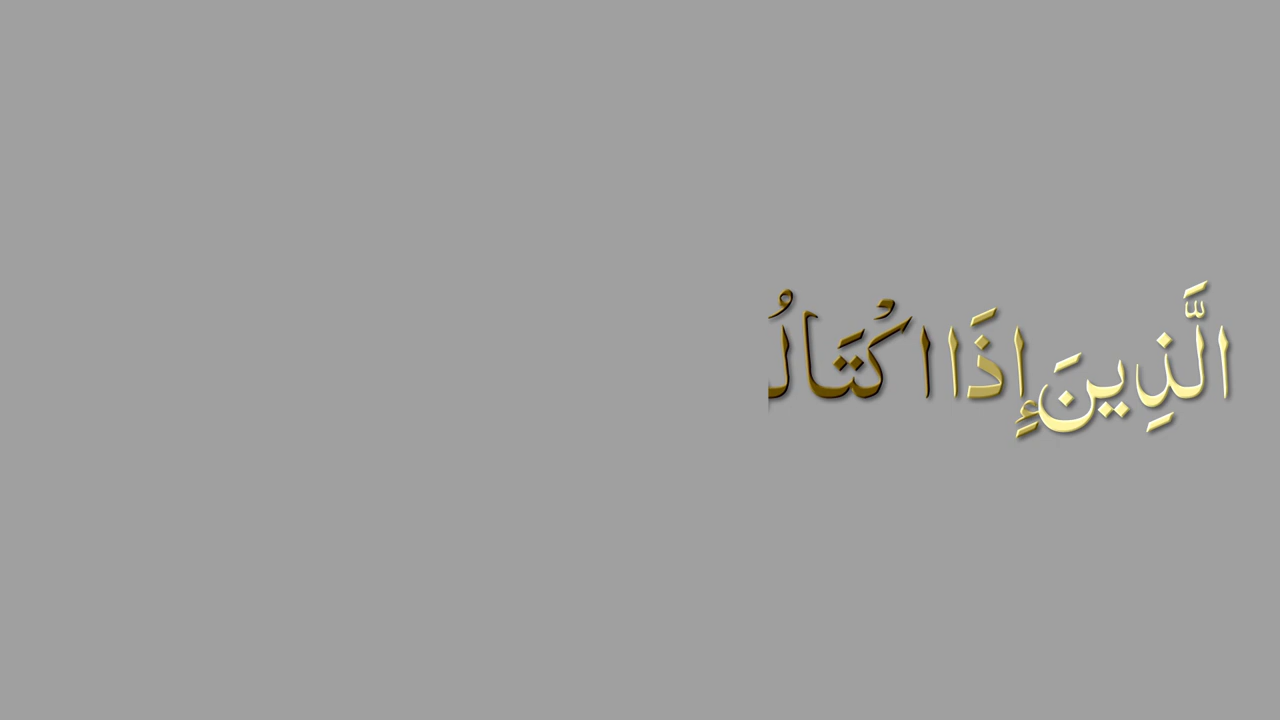 الَّذِينَ إِذَا اكْتَالُ